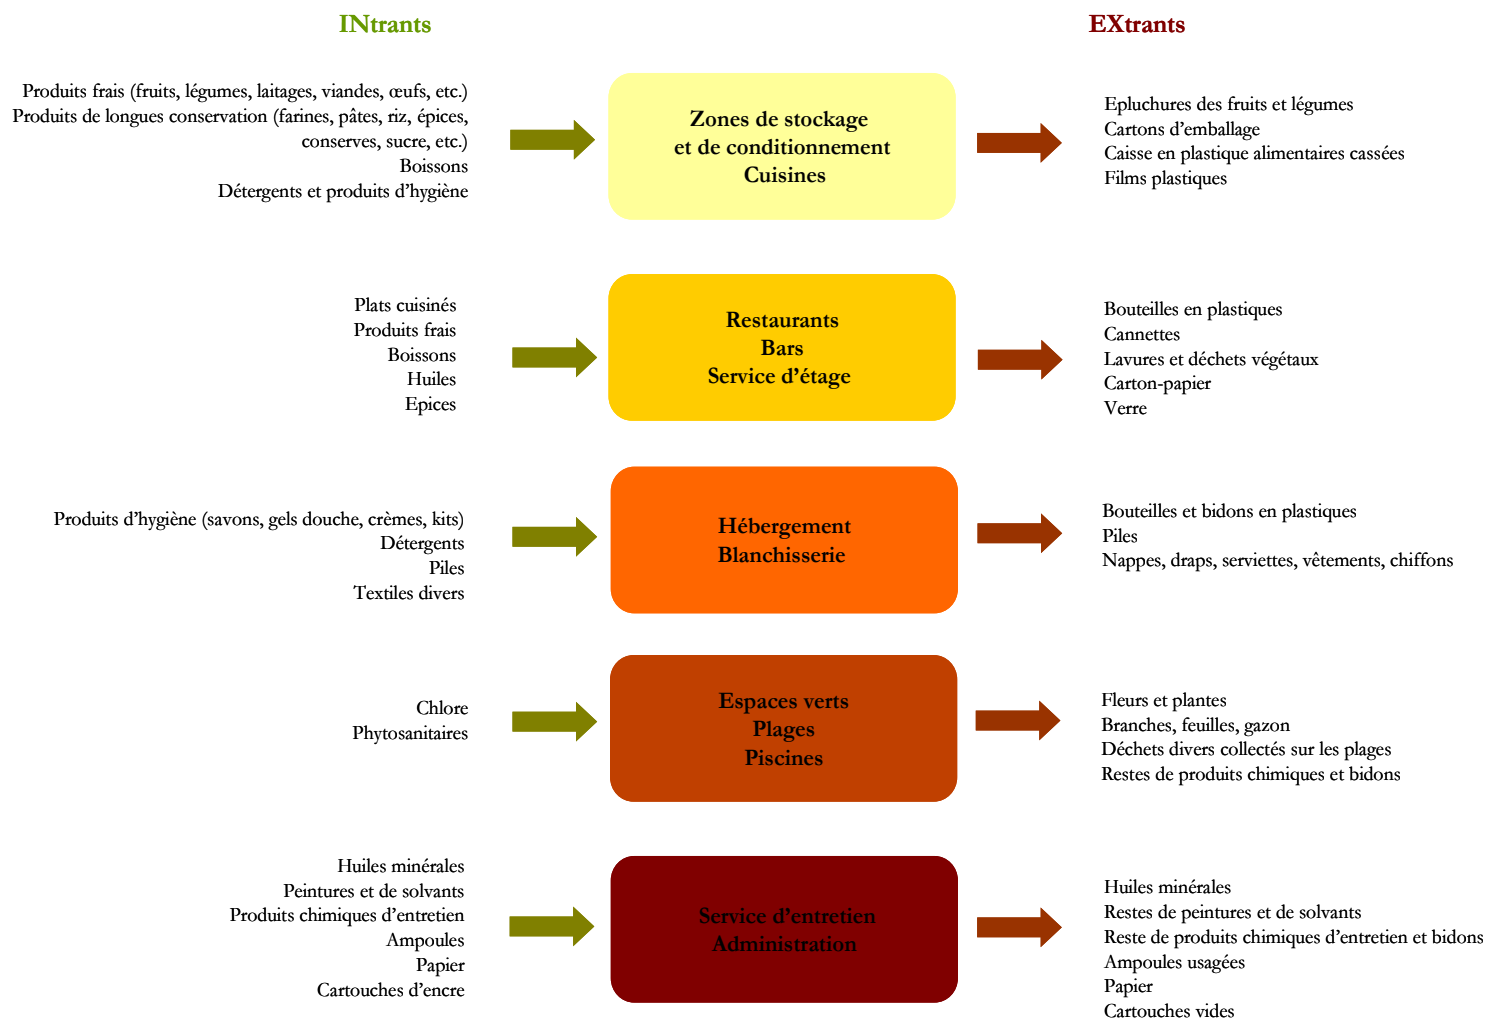 INtrants
EXtrants
Produits frais (fruits, légumes, laitages, viandes, œufs, etc.)
Produits de longues conservation (farines, pâtes, riz, épices,
conserves, sucre, etc.)
Boissons
Détergents et produits d’hygiène
Zones de stockage
et de conditionnement
Cuisines
Epluchures des fruits et légumes
Cartons d’emballage
Caisse en plastique alimentaires cassées
Films plastiques
Plats cuisinés
Produits frais
Boissons
Huiles
Epices
Restaurants
Bars
Service d’étage
Bouteilles en plastiques
Cannettes
Lavures et déchets végétaux
Carton-papier
Verre
Produits d’hygiène (savons, gels douche, crèmes, kits)
Détergents
Piles
Textiles divers
Hébergement
Blanchisserie
Bouteilles et bidons en plastiques
Piles
Nappes, draps, serviettes, vêtements, chiffons
Chlore
Phytosanitaires
Espaces verts
Plages
Piscines
Fleurs et plantes
Branches, feuilles, gazon
Déchets divers collectés sur les plages
Restes de produits chimiques et bidons
Huiles minérales
Peintures et de solvants
Produits chimiques d’entretien
Ampoules
Papier
Cartouches d’encre
Service d’entretien
Administration
Huiles minérales
Restes de peintures et de solvants
Reste de produits chimiques d’entretien et bidons
Ampoules usagées
Papier
Cartouches vides